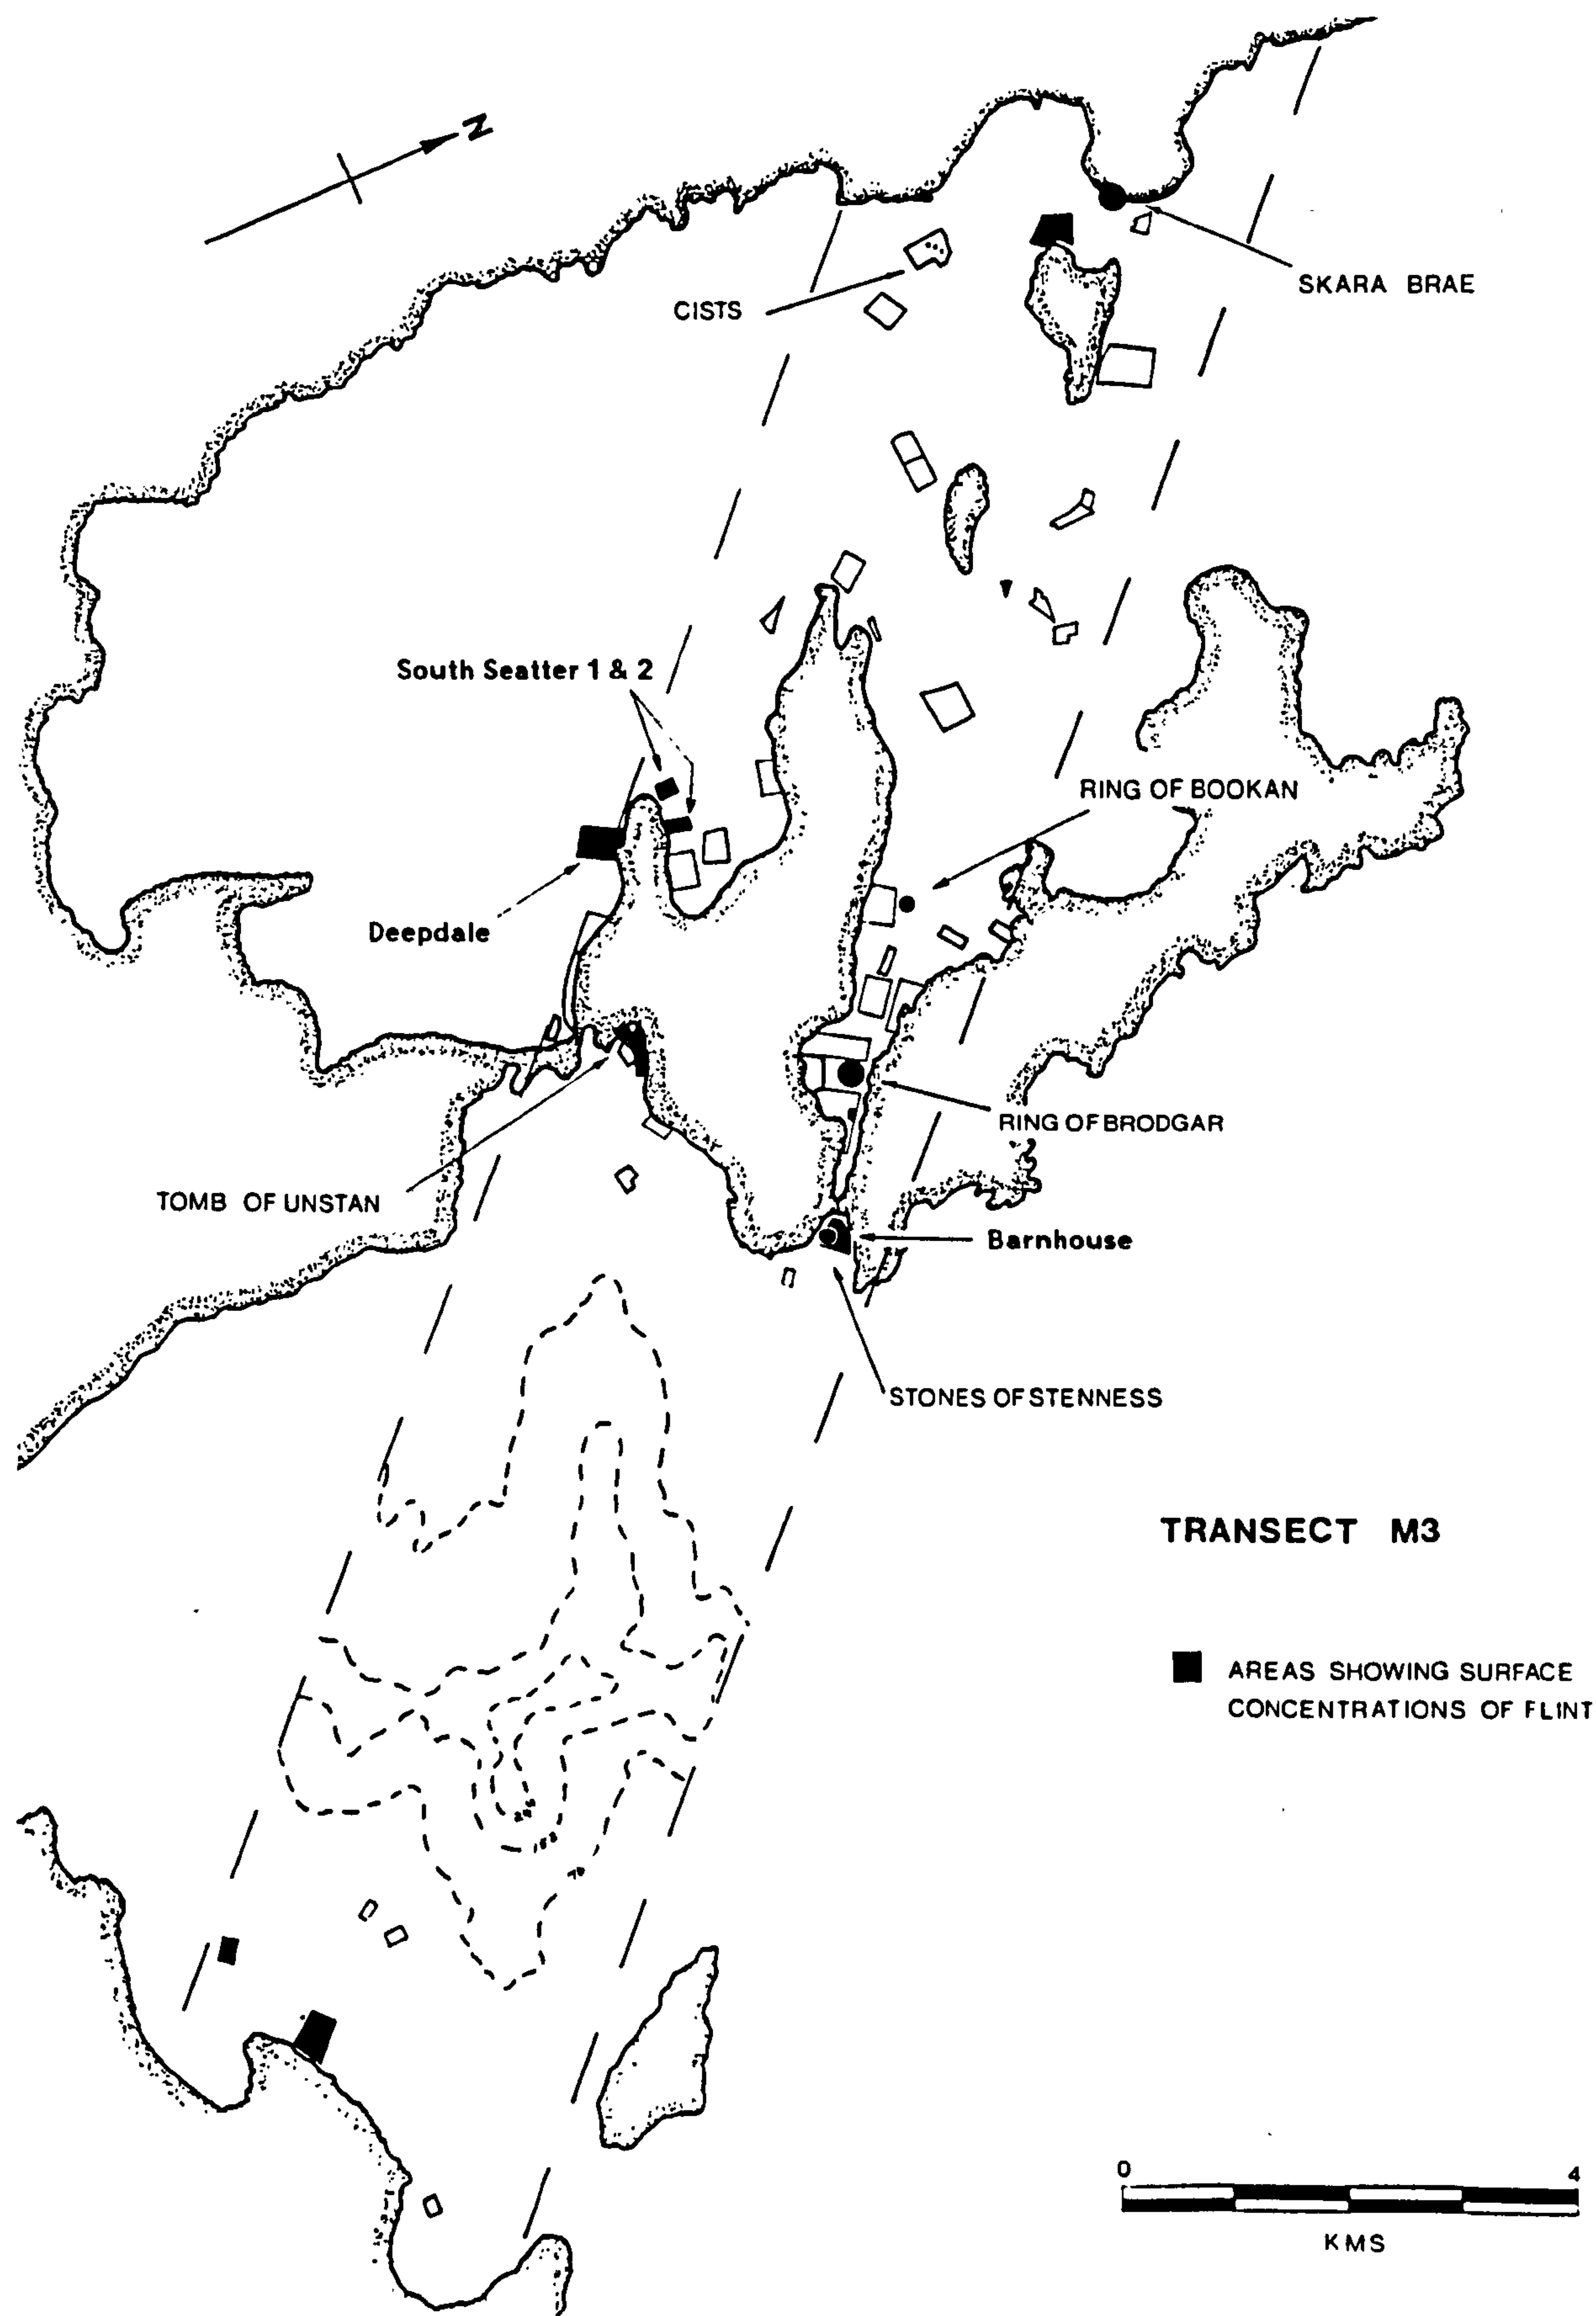 N
SKARA BRAE
CISTS
South Seatter 1 & 2
RING OF BOOKAN
Deepdale
RING OF BRODGAR
TOMB OF UNSTAN
Barnhouse
STONES OF STENNESS
TRANSECT M3
AREAS SHOWING SURFACE
CONCENTRATIONS OF FLINT
0 4
KMS